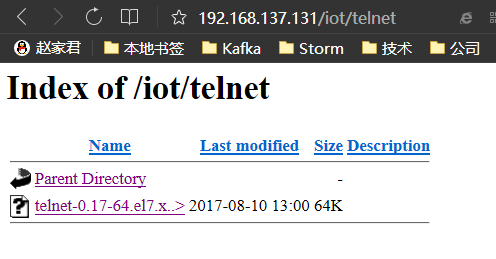 192.168.137.131/iot/telnet
赵家君 本地书签 Kafka Storm 技术 公司
Index of /iot/telnet
Name Last modified Size Description
Parent Directory -
telnet-0.17-64.el7.x..> 2017-08-10 13:00 64K